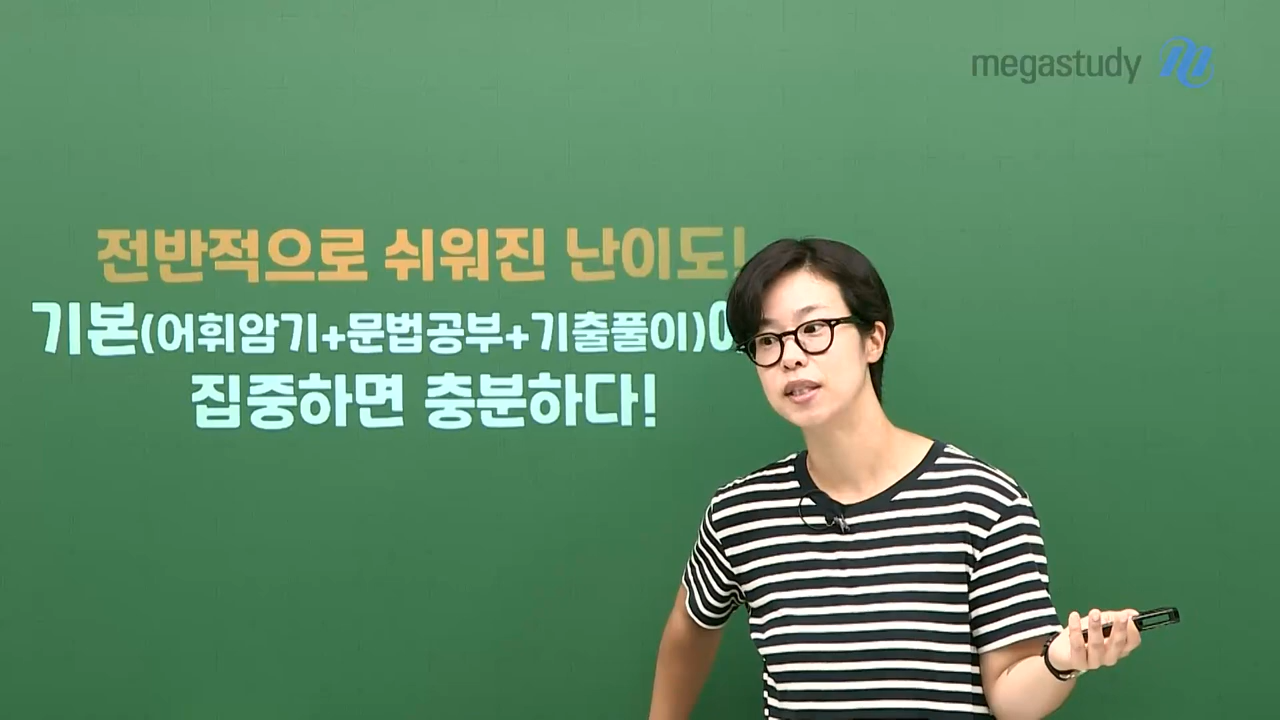 megastudy
전반적으로 쉬워진 난이도!
기본(어휘암기+문법공부+기출풀이)
집중하면 충분하다!